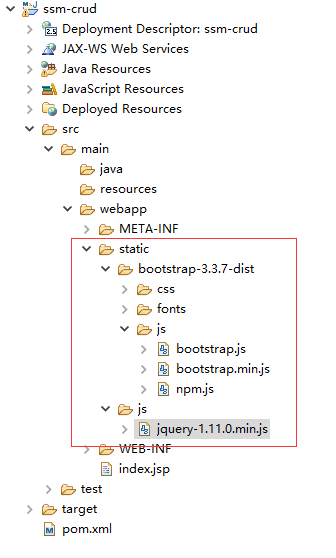 ssm-crud
Deployment Descriptor: ssm-crud
JAX-WS Web Services
Java Resources
JavaScript Resources
Deployed Resources
src
main
java
resources
webapp
META-INF
static
bootstrap-3.3.7-dist
css
fonts
js
bootstrap.js
bootstrap.min.js
npm.js
js
jquery-1.11.0.min.js
WEB-INF
index.jsp
test
target
pom.xml